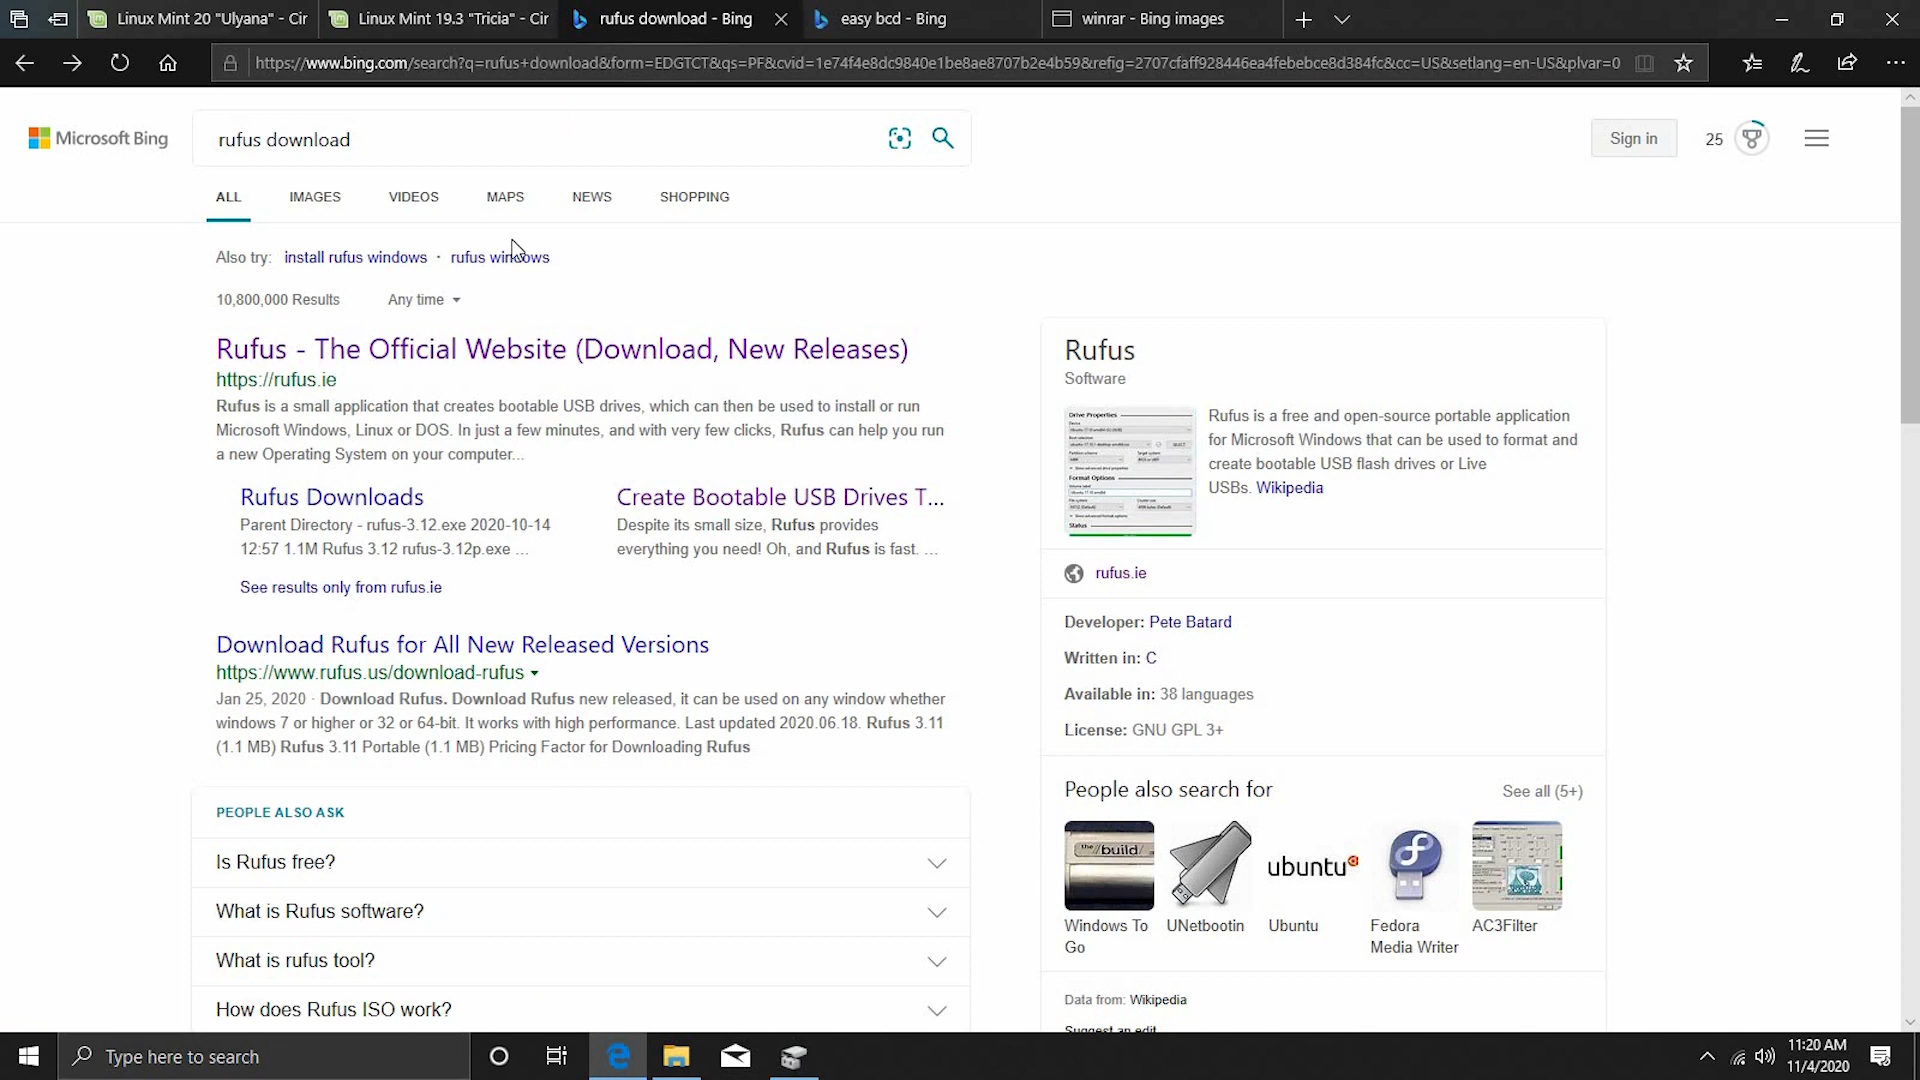 Linux Mint 20 "Ulyana" - Cir
Linux Mint 19.3 "Tricia" - Cir
rufus download - Bing
easy bcd - Bing
winrar - Bing images
https://www.bing.com/search?q=rufus+download&form=EDGTCT&qs=PF&cvid=1e74f4e8dc9840e1be8ae8707b2e4b59&refig=2707cfaff928446ea4febebce8d384fc&cc=US&setlang=en-US&plvar=0
Microsoft Bing
rufus download
Sign in
25
ALL
IMAGES
VIDEOS
MAPS
NEWS
SHOPPING
Also try: install rufus windows · rufus windows
10,800,000 Results
Any time
Rufus - The Official Website (Download, New Releases)
https://rufus.ie
Rufus is a small application that creates bootable USB drives, which can then be used to install or run
Microsoft Windows, Linux or DOS. In just a few minutes, and with very few clicks, Rufus can help you run
a new Operating System on your computer...
Rufus Downloads
Parent Directory - rufus-3.12.exe 2020-10-14
12:57 1.1M Rufus 3.12 rufus-3.12p.exe ...
Create Bootable USB Drives T...
Despite its small size, Rufus provides
everything you need! Oh, and Rufus is fast. ...
See results only from rufus.ie
Download Rufus for All New Released Versions
https://www.rufus.us/download-rufus
Jan 25, 2020 · Download Rufus. Download Rufus new released, it can be used on any window whether
windows 7 or higher or 32 or 64-bit. It works with high performance. Last updated 2020.06.18. Rufus 3.11
(1.1 MB) Rufus 3.11 Portable (1.1 MB) Pricing Factor for Downloading Rufus
PEOPLE ALSO ASK
Is Rufus free?
What is Rufus software?
What is rufus tool?
How does Rufus ISO work?
Rufus
Software
Drive Properties
Format Options
Status
Rufus is a free and open-source portable application
for Microsoft Windows that can be used to format and
create bootable USB flash drives or Live
USBs. Wikipedia
rufus.ie
Developer: Pete Batard
Written in: C
Available in: 38 languages
License: GNU GPL 3+
People also search for
See all (5+)
the//build/
ubuntu
Windows To
Go
UNetbootin
Ubuntu
Fedora
Media Writer
AC3Filter
Data from: Wikipedia
Suggest an edit
Type here to search
11:20 AM
11/4/2020